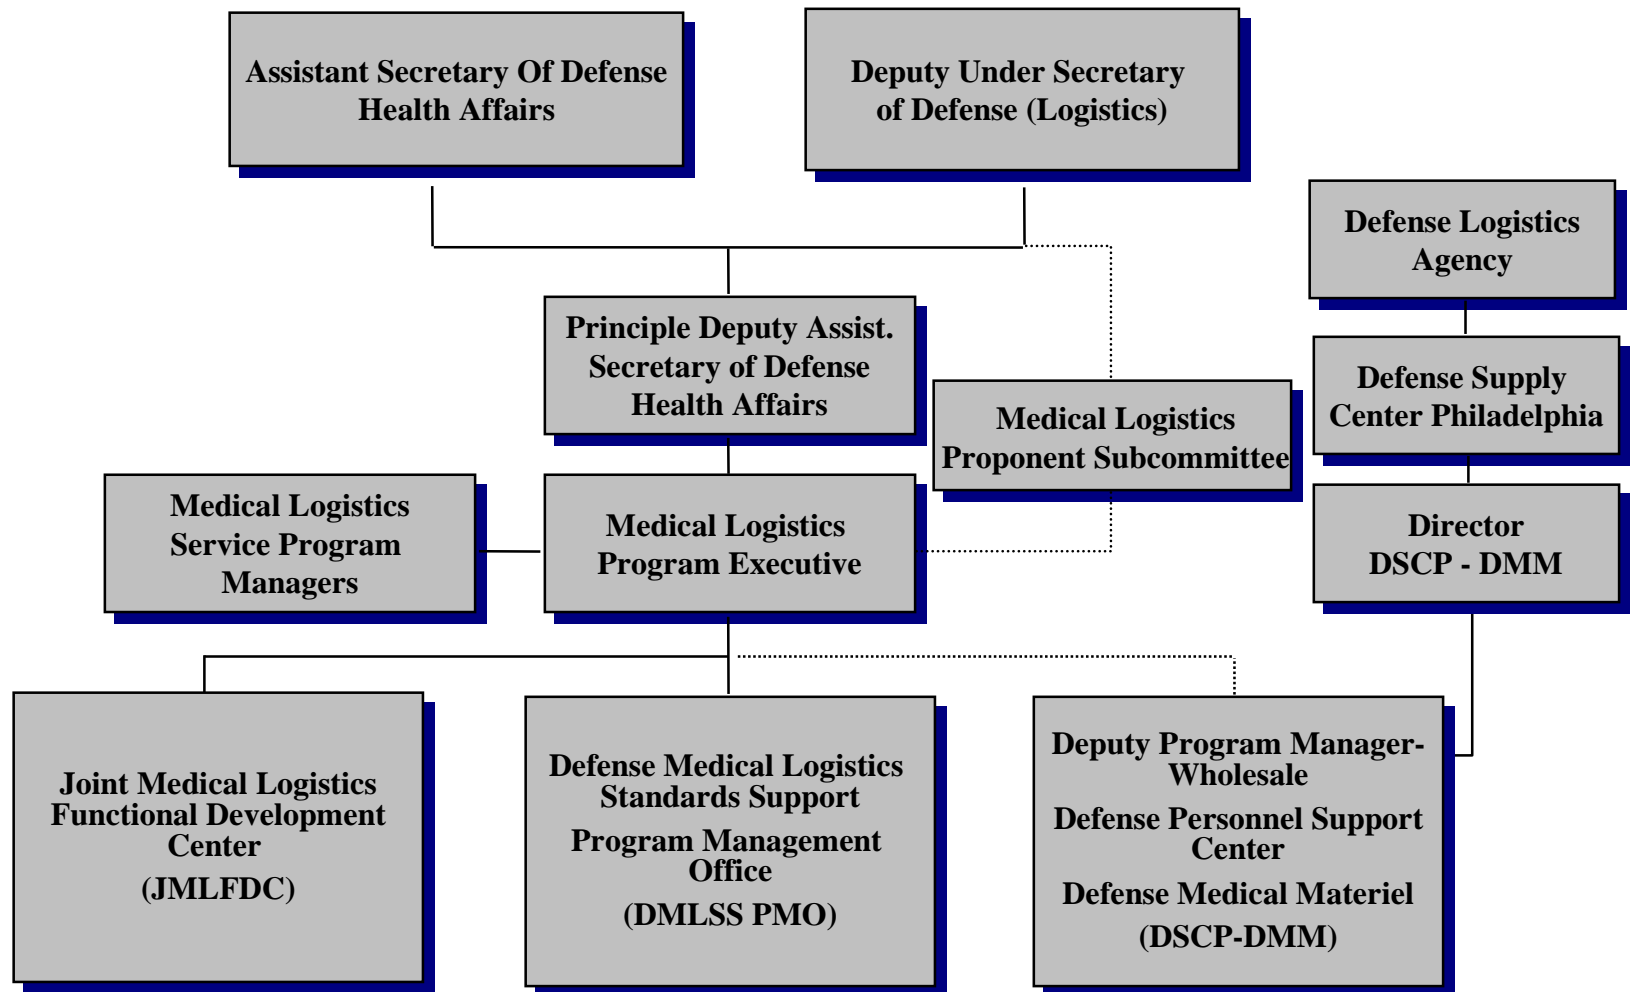 Assistant Secretary Of Defense
Health Affairs
Deputy Under Secretary
of Defense (Logistics)
Defense Logistics
Agency
Principle Deputy Assist.
Secretary of Defense
Health Affairs
Defense Supply
Center Philadelphia
Medical Logistics
Proponent Subcommittee
Medical Logistics
Service Program
Managers
Medical Logistics
Program Executive
Director
DSCP - DMM
Joint Medical Logistics
Functional Development
Center
(JMLFDC)
Defense Medical Logistics
Standards Support
Program Management
Office
(DMLSS PMO)
Deputy Program Manager-
Wholesale
Defense Personnel Support
Center
Defense Medical Materiel
(DSCP-DMM)